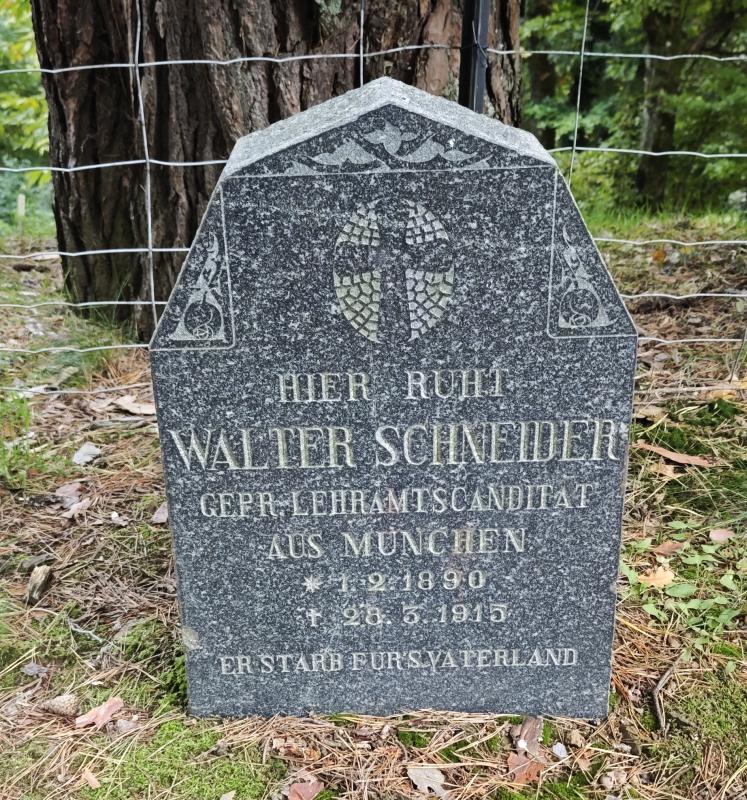 HIER RUHT
WALTER SCHNEIDER
GEPR. LEHRAMTSCANDITAT
AUS MÜNCHEN
* 1.2.1890
† 28.3.1915
ER STARB FÜR'S VATERLAND